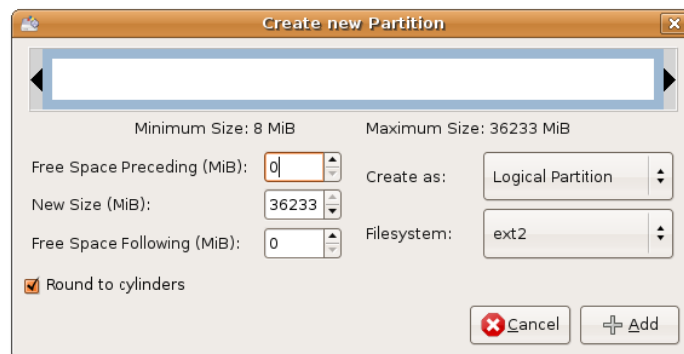 Create new Partition
Minimum Size: 8 MiB Maximum Size: 36233 MiB
Free Space Preceding (MiB): 0 Create as: Logical Partition
New Size (MiB): 36233
Free Space Following (MiB): 0 Filesystem: ext2
Round to cylinders
Cancel Add